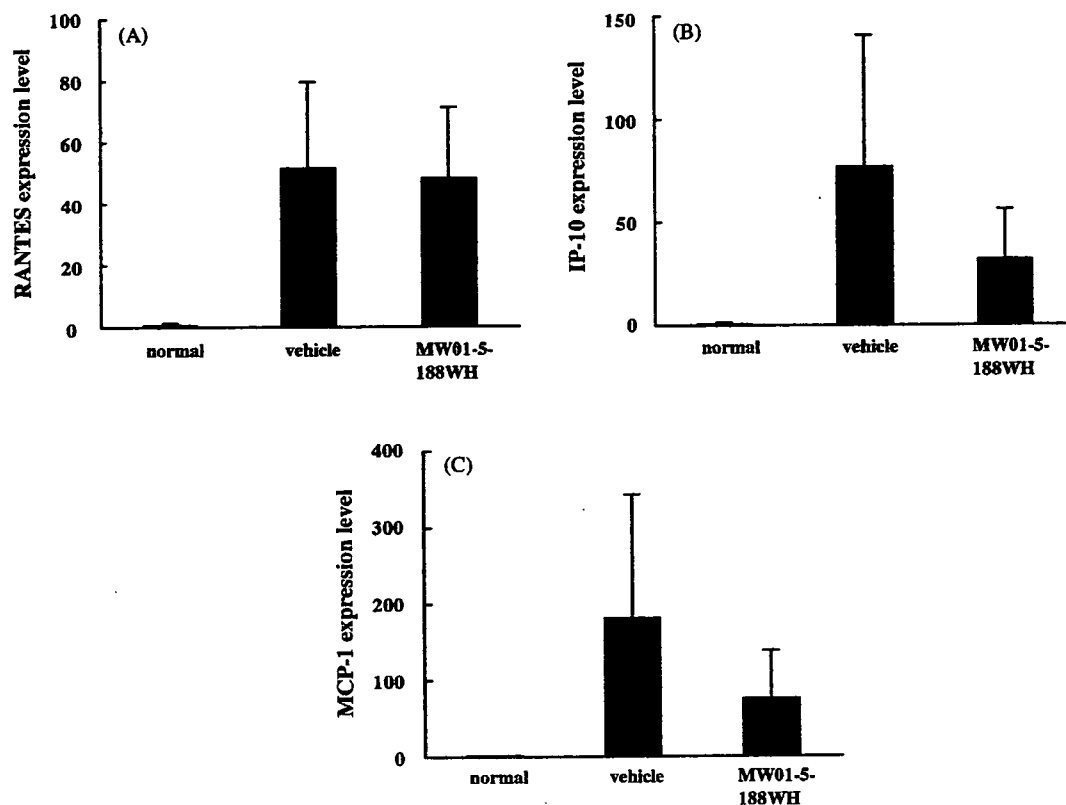 (A)
RANTES expression level
100
80
60
40
20
0
normal
vehicle
MW01-5-
188WH
(B)
IP-10 expression level
150
100
50
0
normal
vehicle
MW01-5-
188WH
(C)
MCP-1 expression level
400
300
200
100
0
normal
vehicle
MW01-5-
188WH